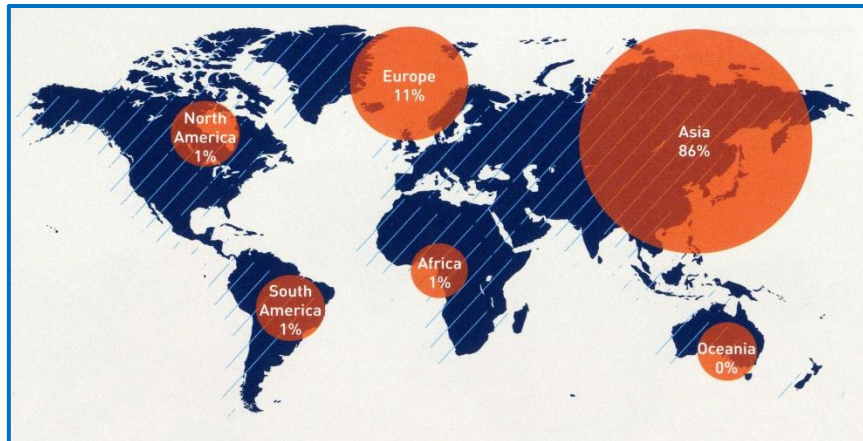 North
America
1%
Europe
11%
Asia
86%
South
America
1%
Africa
1%
Oceania
0%